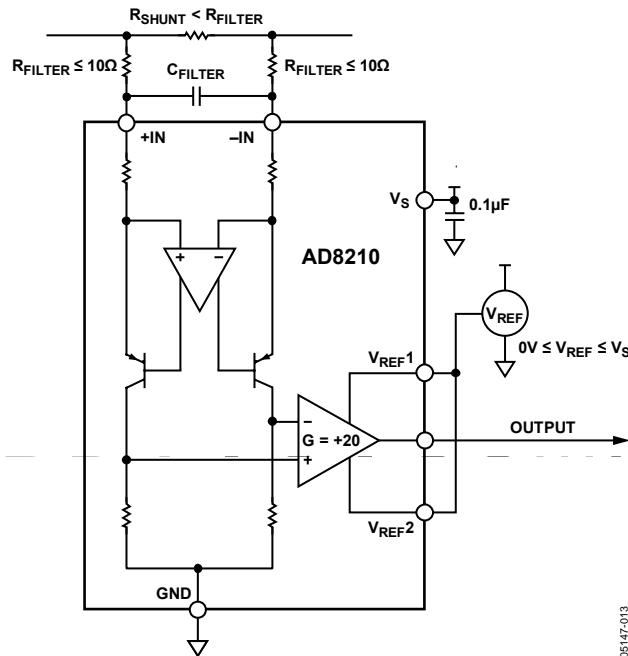 RSHUNT < RFILTER
RFILTER ≤ 10Ω
CFILTER
RFILTER ≤ 10Ω
+IN
–IN
VS
0.1µF
+
–
AD8210
VREF
0V ≤ VREF ≤ VS
VREF1
–
G = +20
+
OUTPUT
VREF2
GND
05147-013